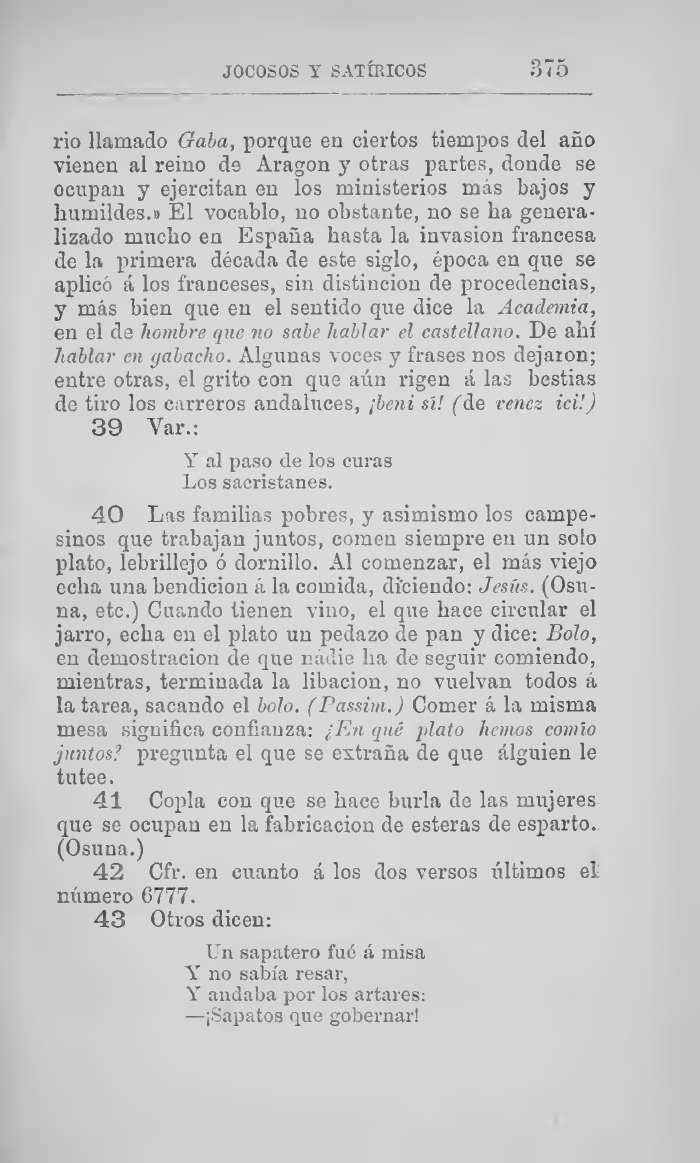 JOCOSOS Y SATÍRICOS 375
rio llamado Gaba, porque en ciertos tiempos del año
vienen al reino de Aragon y otras partes, donde se
ocupan y ejercitan en los ministerios más bajos y
humildes.» El vocablo, no obstante, no se ha genera-
lizado mucho en España hasta la invasion francesa
de la primera década de este siglo, época en que se
aplicó á los franceses, sin distincion de procedencias,
y más bien que en el sentido que dice la Academia,
en el de hombre que no sabe hablar el castellano. De ahí
hablar en gabacho. Algunas voces y frases nos dejaron;
entre otras, el grito con que aún rigen á las bestias
de tiro los carreros andaluces, ¡beni sí! (de venez ici!)
39 Var.:
Y al paso de los curas
Los sacristanes.
40 Las familias pobres, y asimismo los campe-
sinos que trabajan juntos, comen siempre en un solo
plato, lebrillejo ó dornillo. Al comenzar, el más viejo
echa una bendicion á la comida, diciendo: Jesús. (Osu-
na, etc.) Cuando tienen vino, el que hace circular el
jarro, echa en el plato un pedazo de pan y dice: Bolo,
en demostracion de que nádie ha de seguir comiendo,
mientras, terminada la libacion, no vuelvan todos á
la tarea, sacando el bolo. (Passim.) Comer á la misma
mesa significa confianza: ¿En qué plato hemos comío
juntos? pregunta el que se extraña de que álguien le
tutee.
41 Copla con que se hace burla de las mujeres
que se ocupan en la fabricacion de esteras de esparto.
(Osuna.)
42 Cfr. en cuanto á los dos versos últimos el
número 6777.
43 Otros dicen:
Un sapatero fué á misa
Y no sabía resar,
Y andaba por los artares:
—¡Sapatos que gobernar!